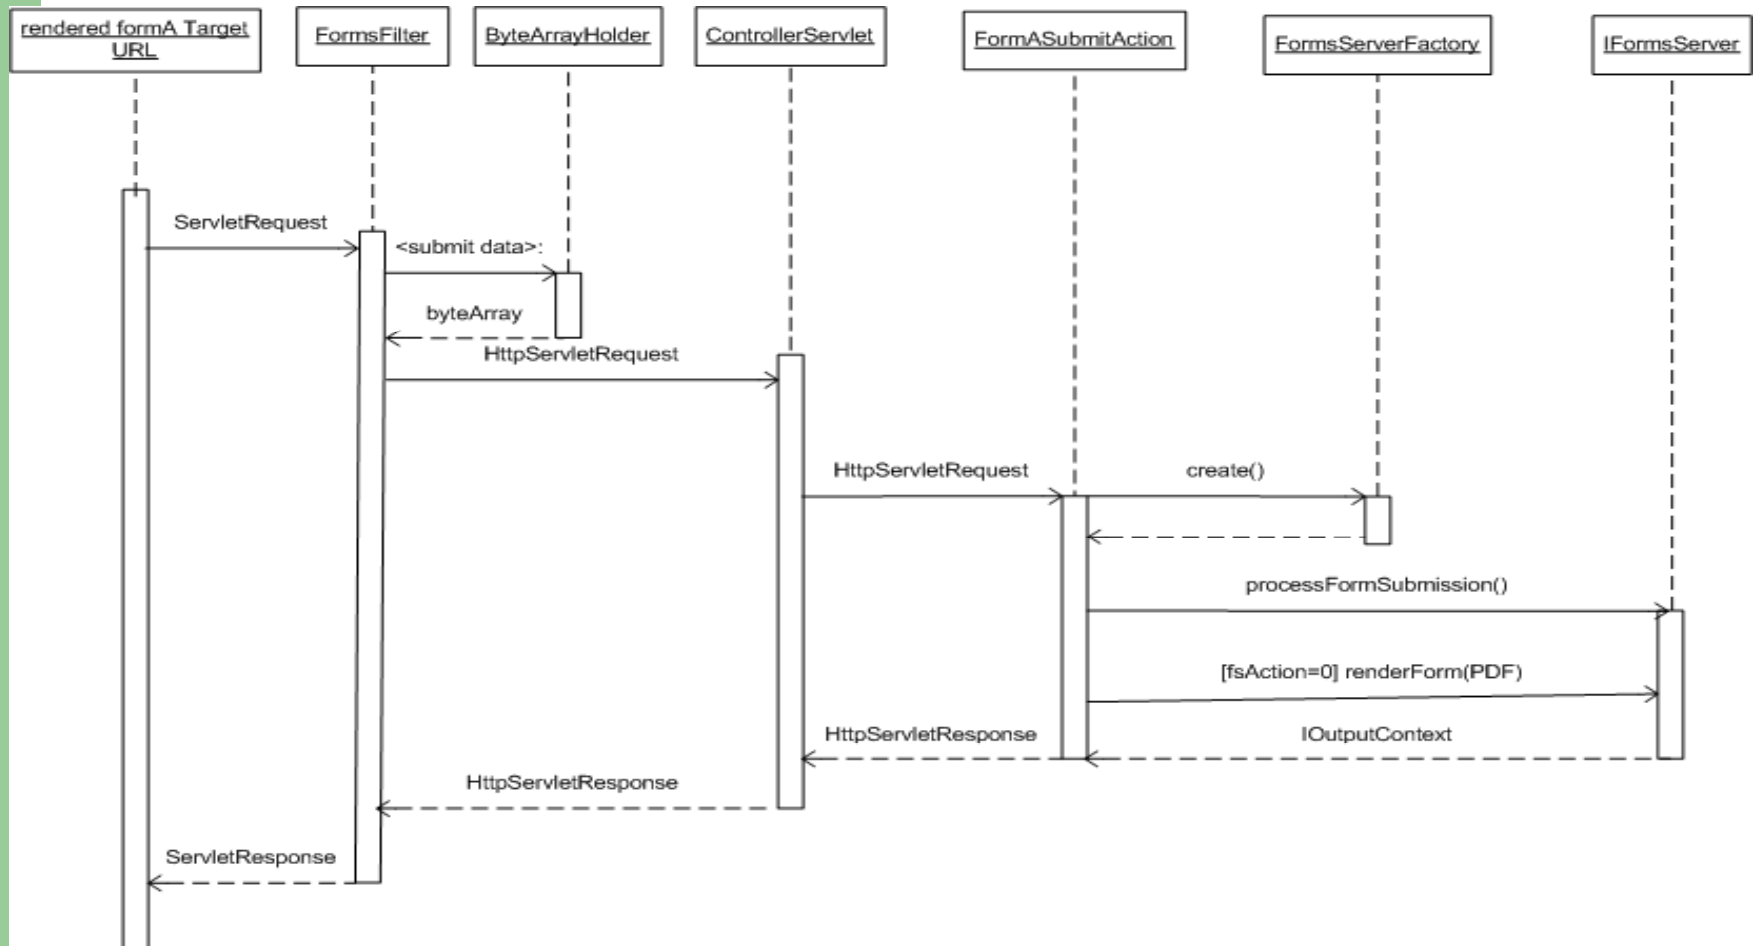 rendered formA Target
URL
FormsFilter
ByteArrayHolder
ControllerServlet
FormASubmitAction
FormsServerFactory
IFormsServer
ServletRequest
<submit data>:
byteArray
HttpServletRequest
HttpServletRequest
create()
processFormSubmission()
[fsAction=0] renderForm(PDF)
HttpServletResponse
IOutputContext
HttpServletResponse
ServletResponse